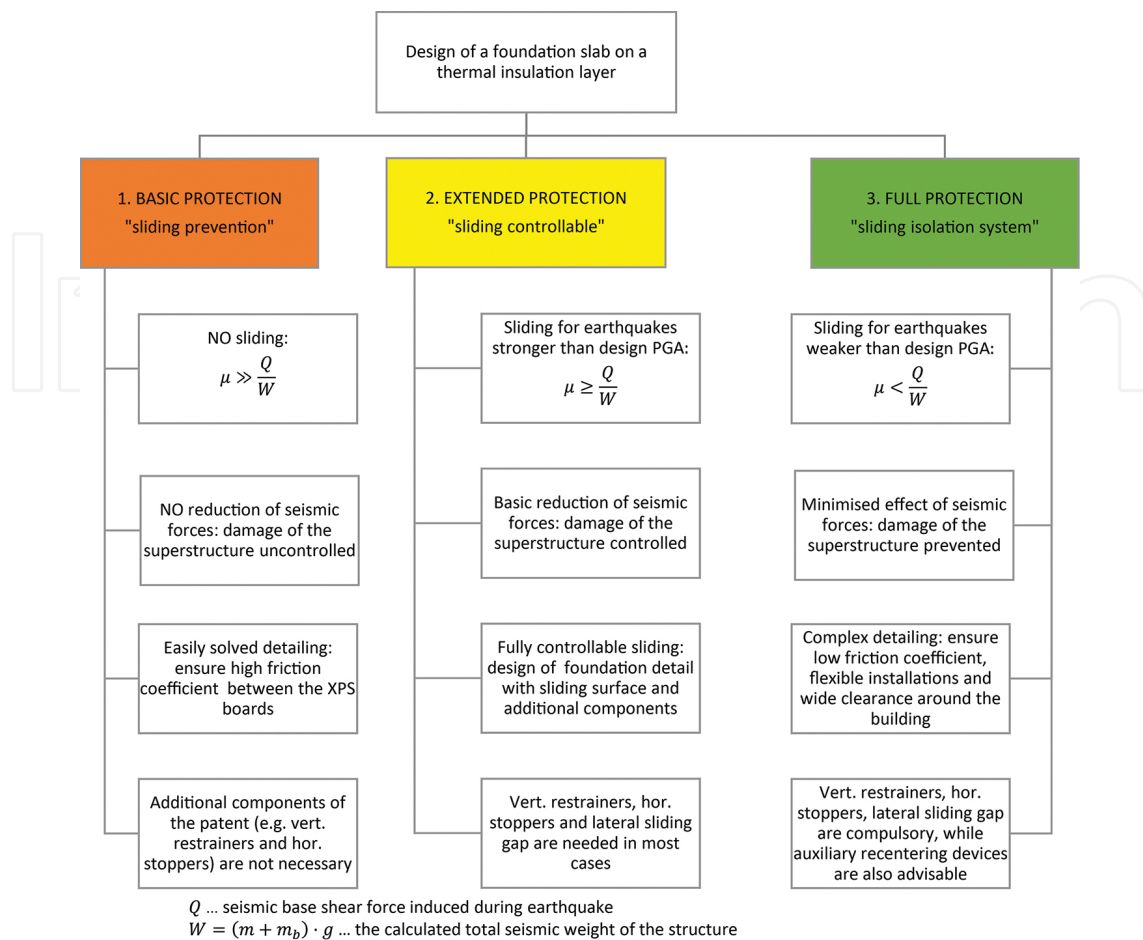 Design of a foundation slab on a
thermal insulation layer
1. BASIC PROTECTION
"sliding prevention"
NO sliding:
μ ≫ Q/W
NO reduction of seismic
forces: damage of the
superstructure uncontrolled
Easily solved detailing:
ensure high friction
coefficient between the XPS
boards
Additional components of
the patent (e.g. vert.
restrainers and hor.
stoppers) are not necessary
2. EXTENDED PROTECTION
"sliding controllable"
Sliding for earthquakes
stronger than design PGA:
μ ≥ Q/W
Basic reduction of seismic
forces: damage of the
superstructure controlled
Fully controllable sliding:
design of foundation detail
with sliding surface and
additional components
Vert. restrainers, hor.
stoppers and lateral sliding
gap are needed in most
cases
3. FULL PROTECTION
"sliding isolation system"
Sliding for earthquakes
weaker than design PGA:
μ < Q/W
Minimised effect of seismic
forces: damage of the
superstructure prevented
Complex detailing: ensure
low friction coefficient,
flexible installations and
wide clearance around the
building
Vert. restrainers, hor.
stoppers, lateral sliding gap
are compulsory, while
auxiliary recentering devices
are also advisable
Q ... seismic base shear force induced during earthquake
W = (m + m_b) · g ... the calculated total seismic weight of the structure